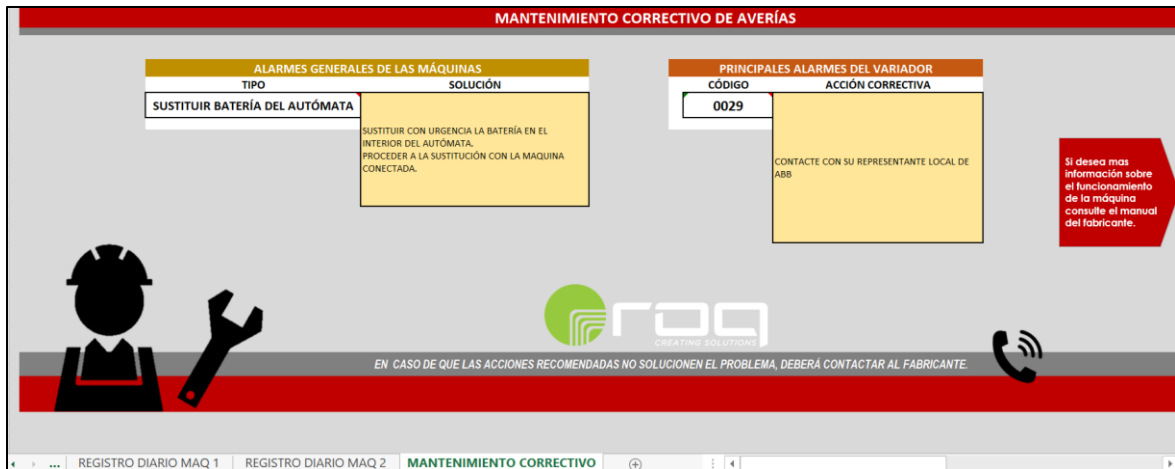 MANTENIMIENTO CORRECTIVO DE AVERÍAS
ALARMES GENERALES DE LAS MÁQUINAS
TIPO SOLUCIÓN
SUSTITUIR BATERÍA DEL AUTÓMATA
SUSTITUIR CON URGENCIA LA BATERÍA EN EL
INTERIOR DEL AUTÓMATA.
PROCEDER A LA SUSTITUCIÓN CON LA MAQUINA
CONECTADA.
PRINCIPALES ALARMES DEL VARIADOR
CÓDIGO ACCIÓN CORRECTIVA
0029
CONTACTE CON SU REPRESENTANTE LOCAL DE
ABB
Si desea mas
información sobre
el funcionamiento
de la máquina
consulte el manual
del fabricante.
roq
CREATING SOLUTIONS
EN CASO DE QUE LAS ACCIONES RECOMENDADAS NO SOLUCIONEN EL PROBLEMA, DEBERÁ CONTACTAR AL FABRICANTE.
... REGISTRO DIARIO MAQ 1 REGISTRO DIARIO MAQ 2 MANTENIMIENTO CORRECTIVO